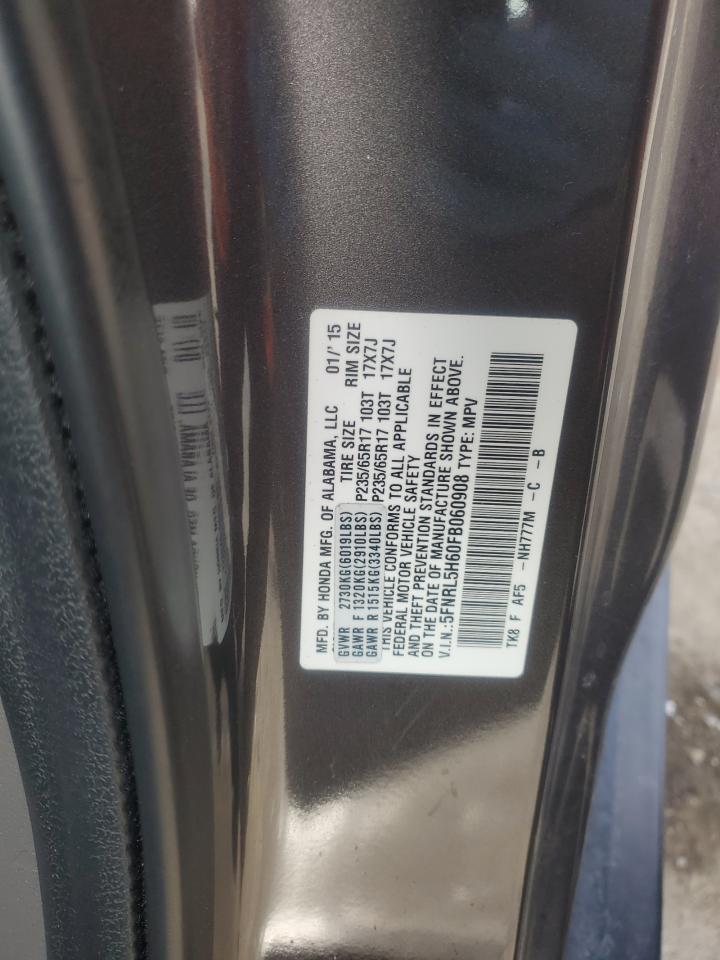 MFD. BY HONDA MFG. OF ALABAMA, LLC 01/'15
TIRE SIZE RIM SIZE
GVWR 2730KG(6019LBS)
GAWR F 1320KG(2910LBS) P235/65R17 103T 17X7J
GAWR R 1515KG(3340LBS) P235/65R17 103T 17X7J
THIS VEHICLE CONFORMS TO ALL APPLICABLE
FEDERAL MOTOR VEHICLE SAFETY
AND THEFT PREVENTION STANDARDS IN EFFECT
ON THE DATE OF MANUFACTURE SHOWN ABOVE.
V.I.N.:5FNRL5H60FB060908 TYPE: MPV
TK8 F AF5 -NH777M -C -B